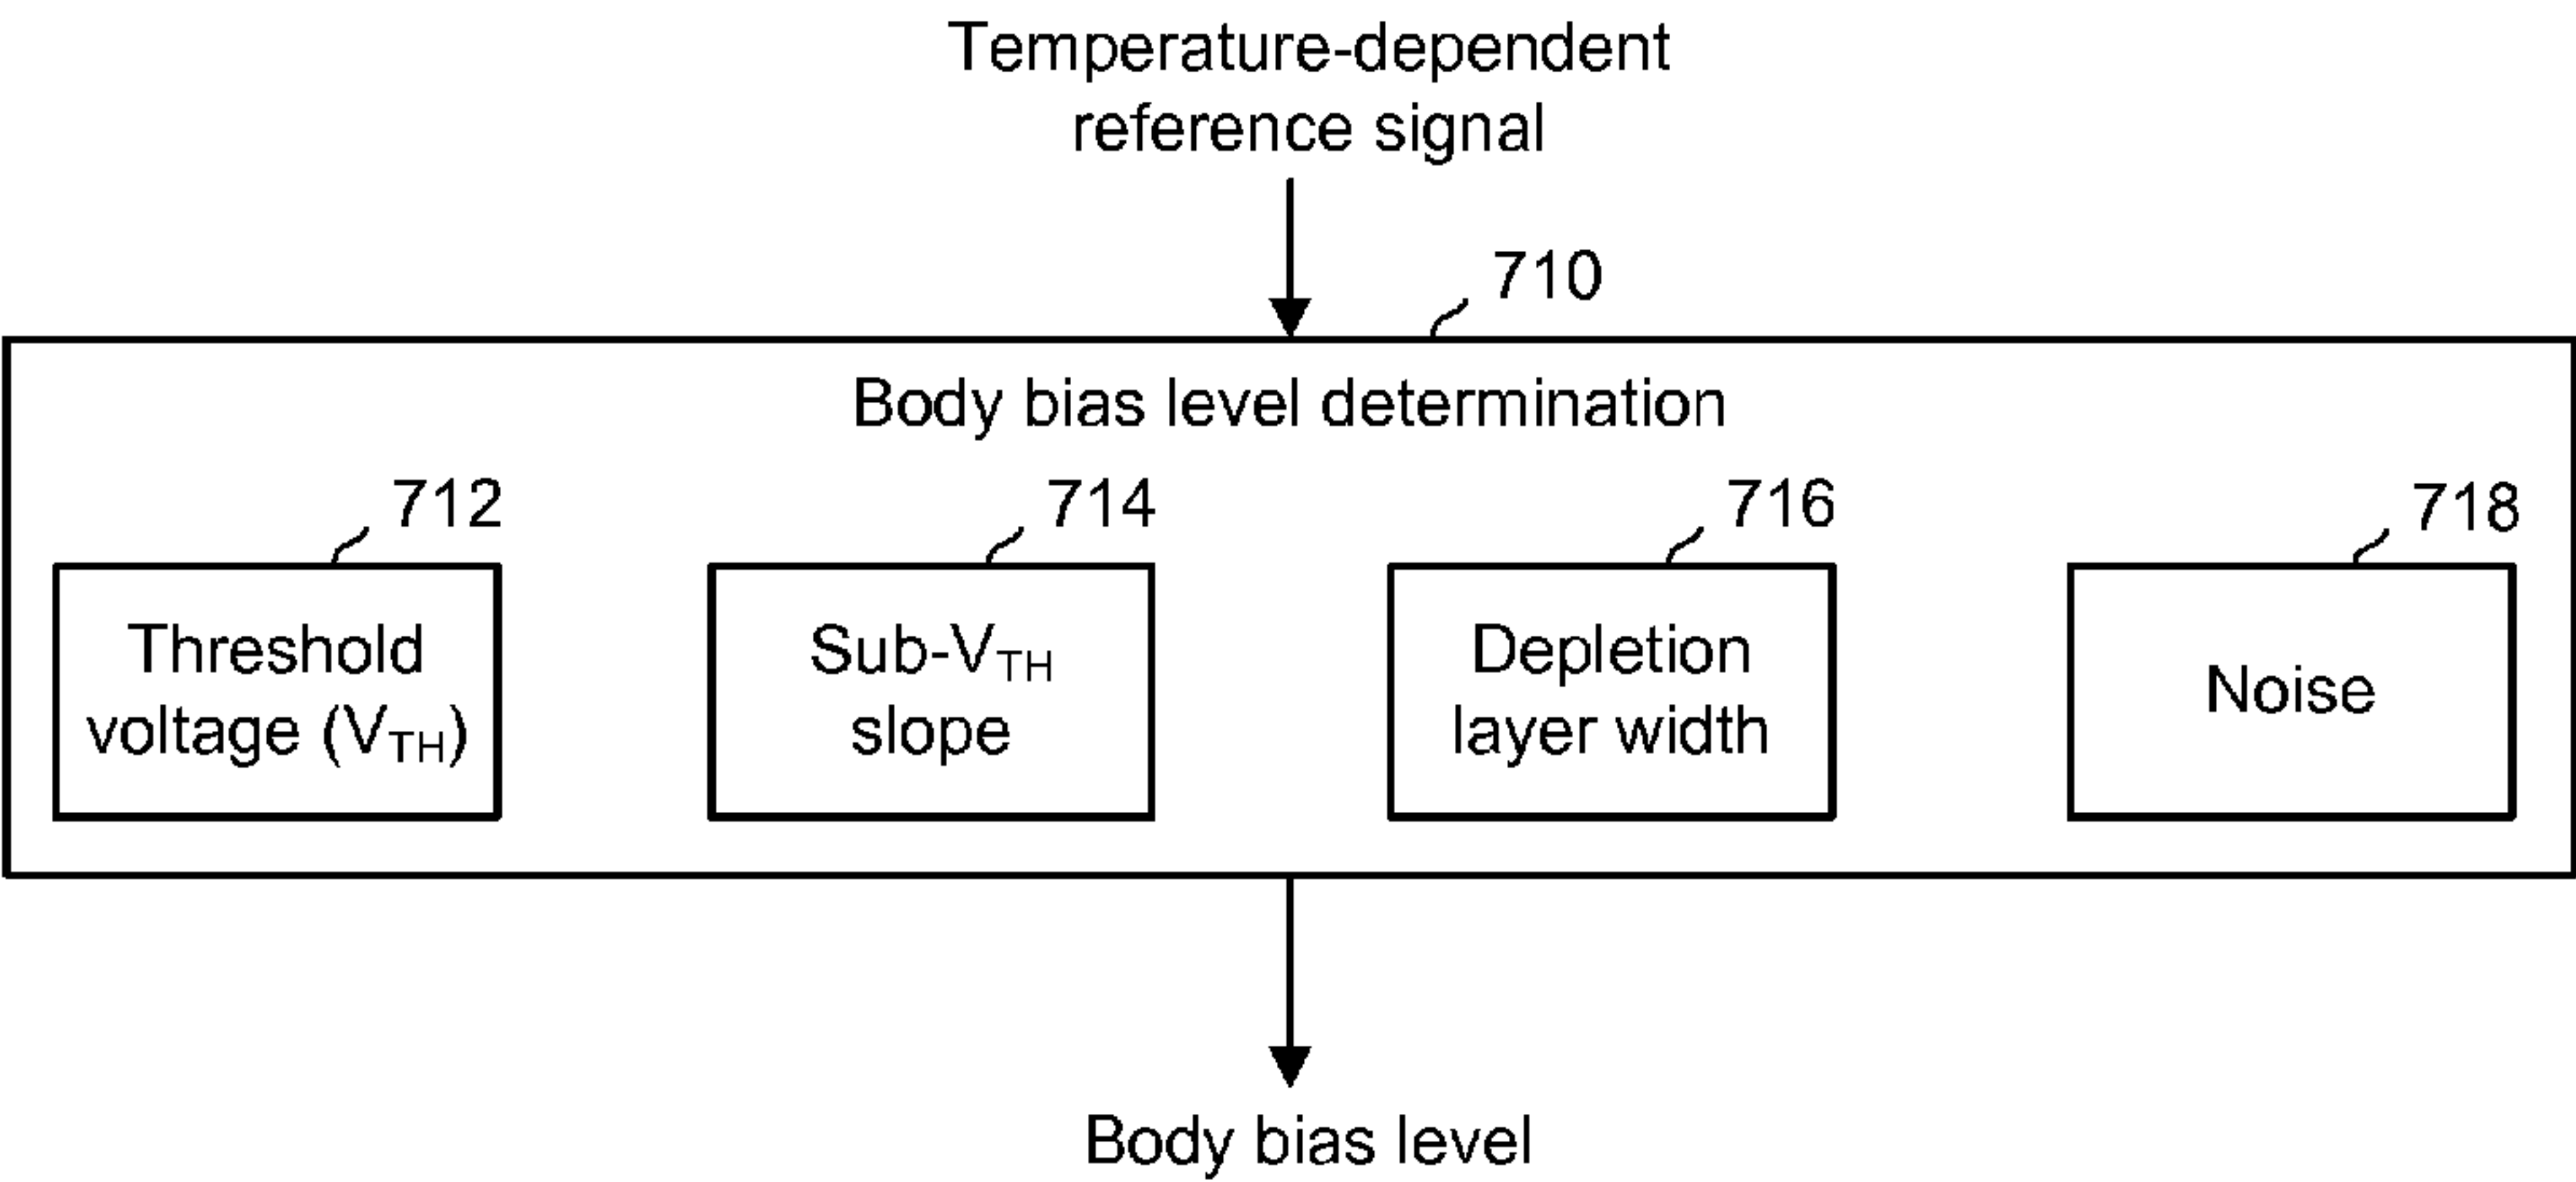 Temperature-dependent
reference signal
710
Body bias level determination
712
714
716
718
Threshold
voltage (VTH)
Sub-VTH
slope
Depletion
layer width
Noise
Body bias level